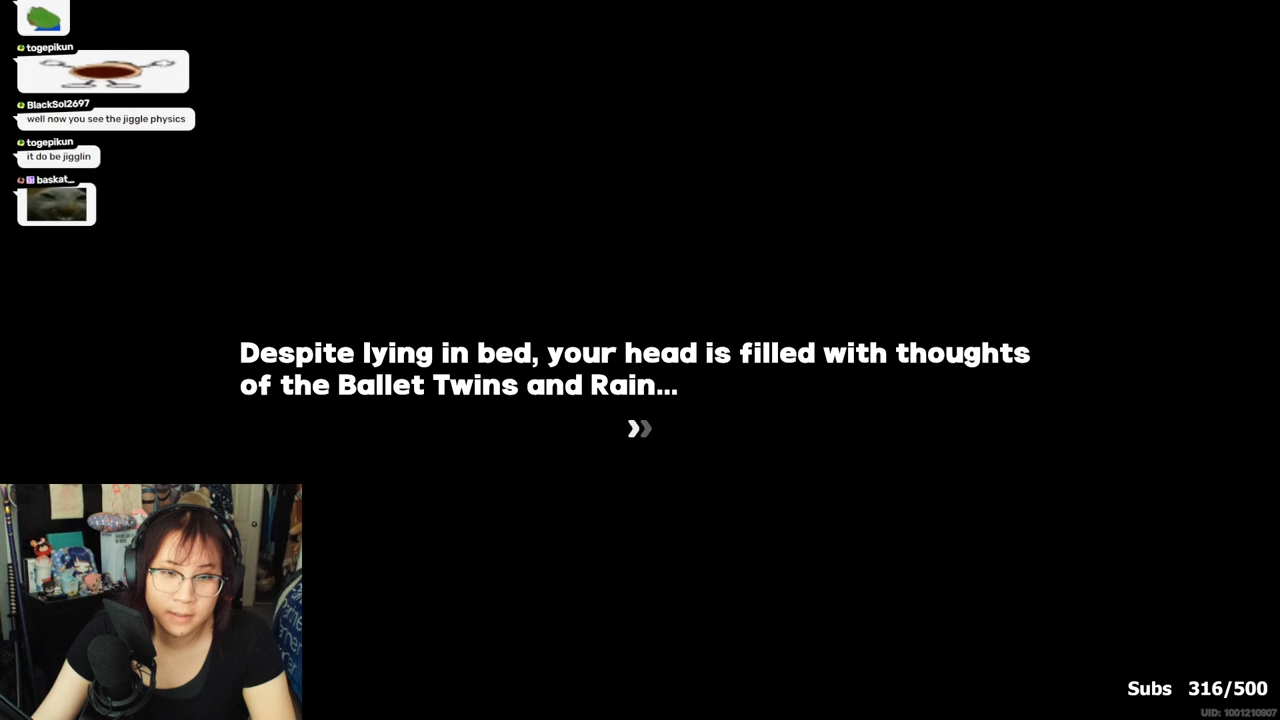 togepikun
BlackSol2697
well now you see the jiggle physics
togepikun
it do be jigglin
baskat_
Despite lying in bed, your head is filled with thoughts
of the Ballet Twins and Rain...
Subs 316/500
UID: 1001210907